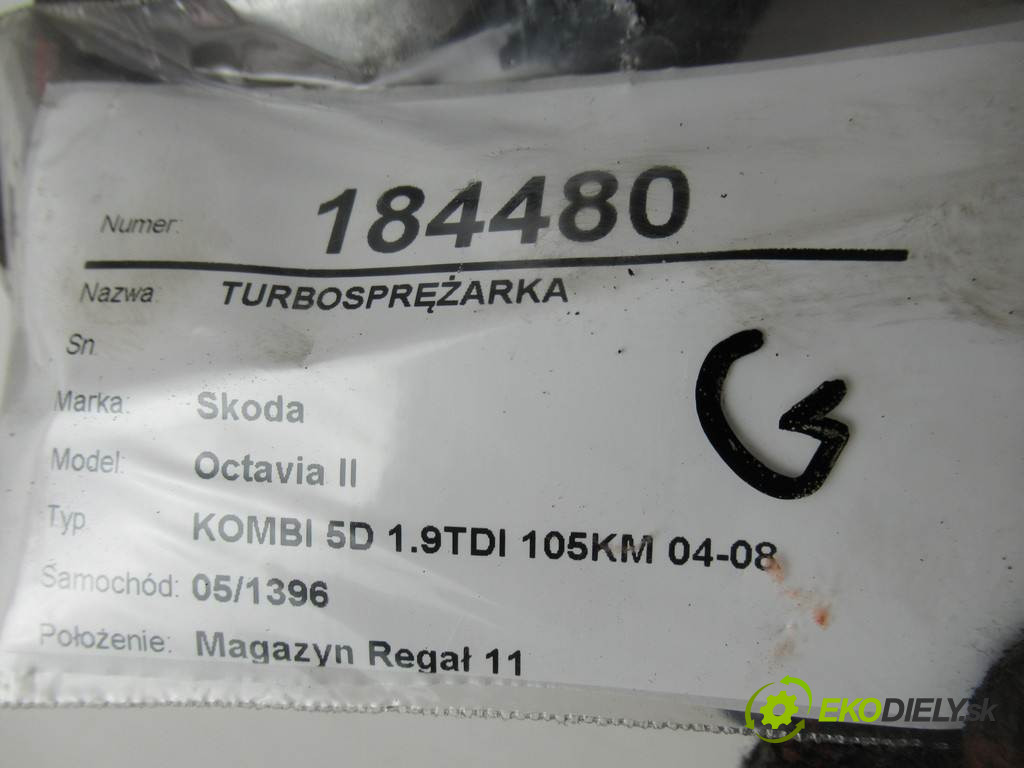 Numer: 184480
Nazwa: TURBOSPRĘŻARKA
Sn
Marka: Skoda
Model: Octavia II
Typ KOMBI 5D 1.9TDI 105KM 04-08
Samochód: 05/1396
Położenie: Magazyn Regał 11
G
EKODIELY.sk